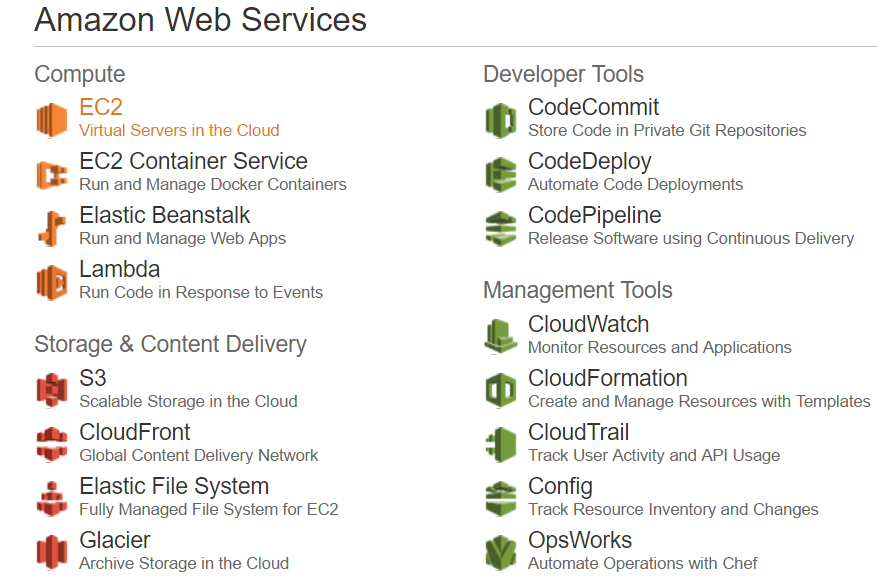 Amazon Web Services
Compute
EC2
Virtual Servers in the Cloud
EC2 Container Service
Run and Manage Docker Containers
Elastic Beanstalk
Run and Manage Web Apps
Lambda
Run Code in Response to Events
Storage & Content Delivery
S3
Scalable Storage in the Cloud
CloudFront
Global Content Delivery Network
Elastic File System
Fully Managed File System for EC2
Glacier
Archive Storage in the Cloud
Developer Tools
CodeCommit
Store Code in Private Git Repositories
CodeDeploy
Automate Code Deployments
CodePipeline
Release Software using Continuous Delivery
Management Tools
CloudWatch
Monitor Resources and Applications
CloudFormation
Create and Manage Resources with Templates
CloudTrail
Track User Activity and API Usage
Config
Track Resource Inventory and Changes
OpsWorks
Automate Operations with Chef